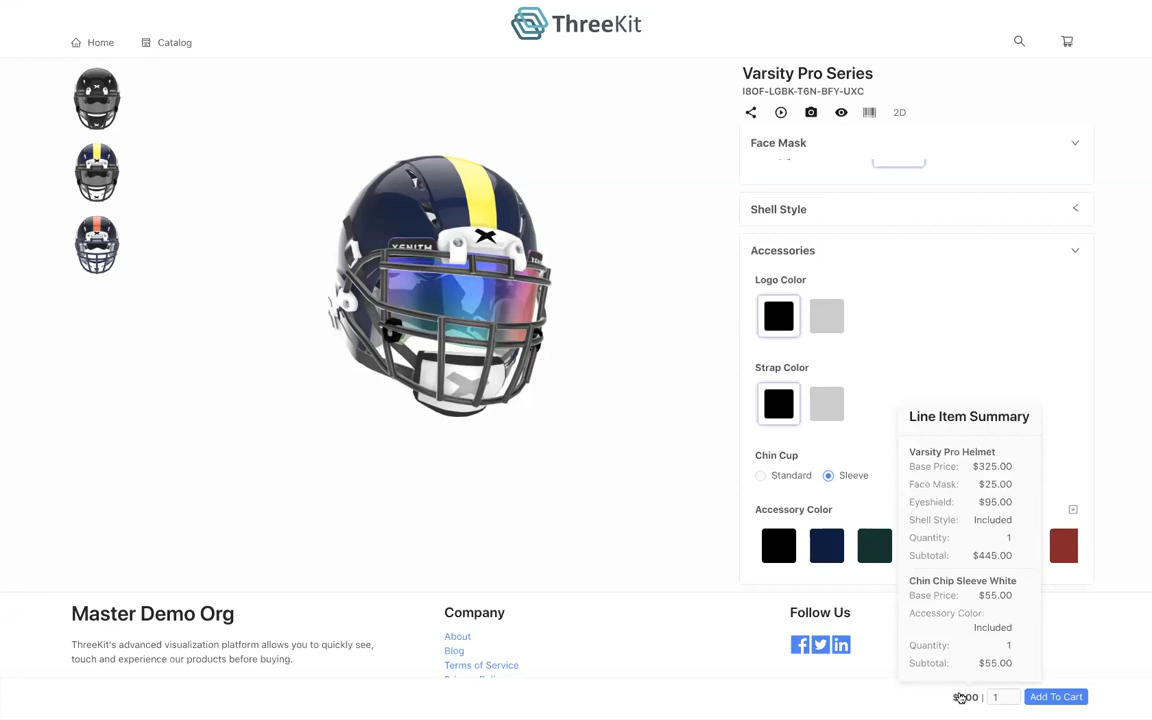 ThreeKit
Home
Catalog
Varsity Pro Series
I8OF-LGBK-T6N-BFY-UXC
2D
Face Mask
Shell Style
Accessories
Logo Color
Strap Color
Chin Cup
Standard
Sleeve
Accessory Color
XENITH
Line Item Summary
Varsity Pro Helmet
Base Price: $325.00
Face Mask: $25.00
Eyeshield: $95.00
Shell Style: Included
Quantity: 1
Subtotal: $445.00
Chin Chip Sleeve White
Base Price: $55.00
Accessory Color:
Included
Quantity: 1
Subtotal: $55.00
Master Demo Org
ThreeKit's advanced visualization platform allows you to quickly see,
touch and experience our products before buying.
Company
About
Blog
Terms of Service
Follow Us
1
Add To Cart